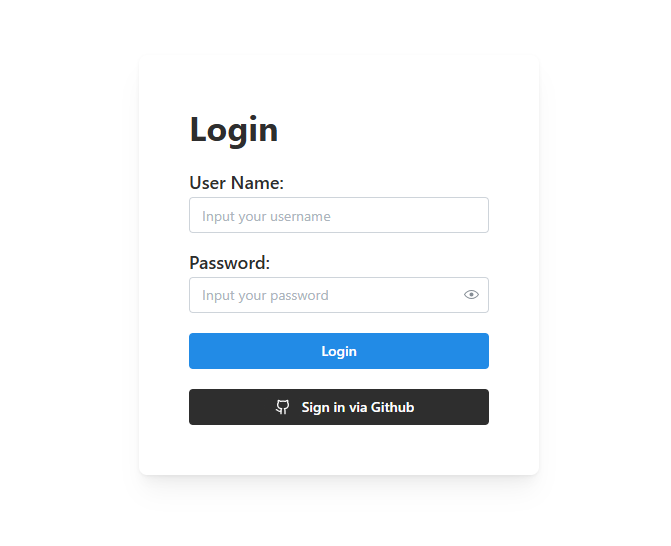 Login
User Name:
Input your username
Password:
Input your password
Login
Sign in via Github